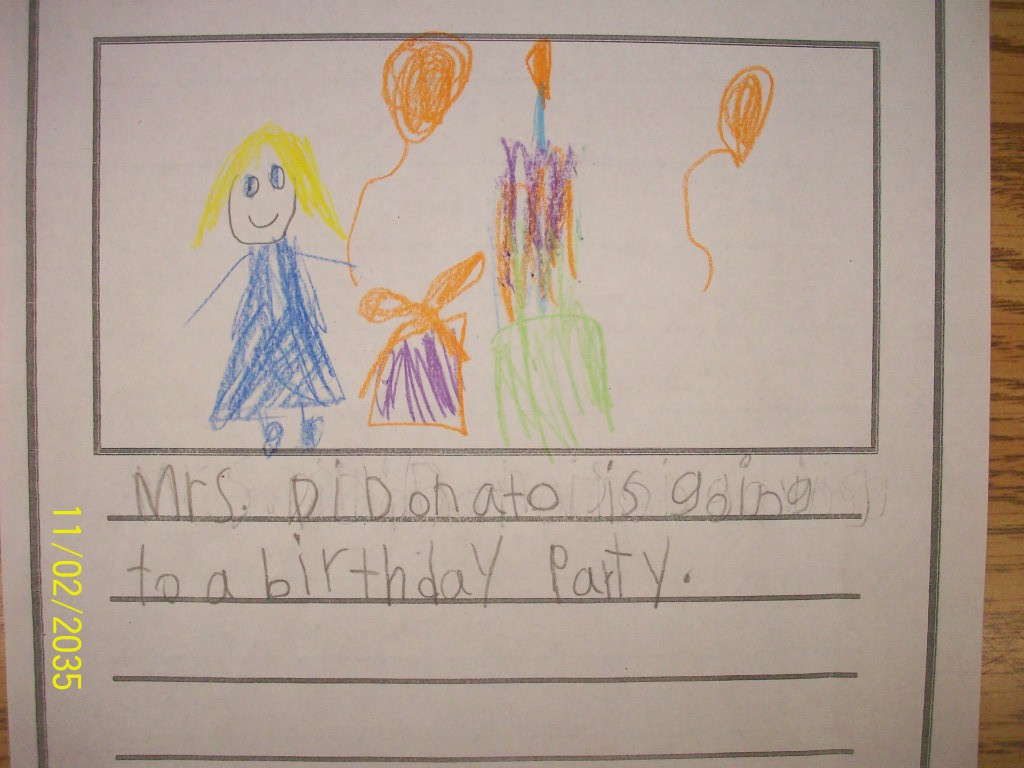 Mrs. DiDonato is going
to a birthday Party.
11/02/2035